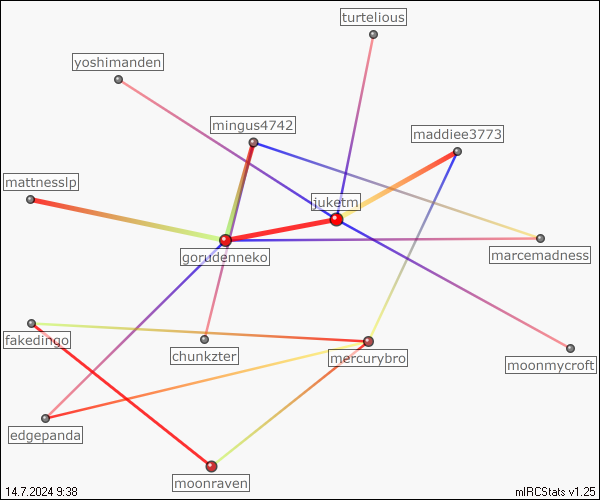 turtelious
yoshimanden
mingus4742
maddiee3773
mattnesslp
juketm
gorudenneko
marcemadness
fakedingo
chunkzter
mercurybro
moonmycroft
edgepanda
moonraven
14.7.2024 9:38
mIRCStats v1.25